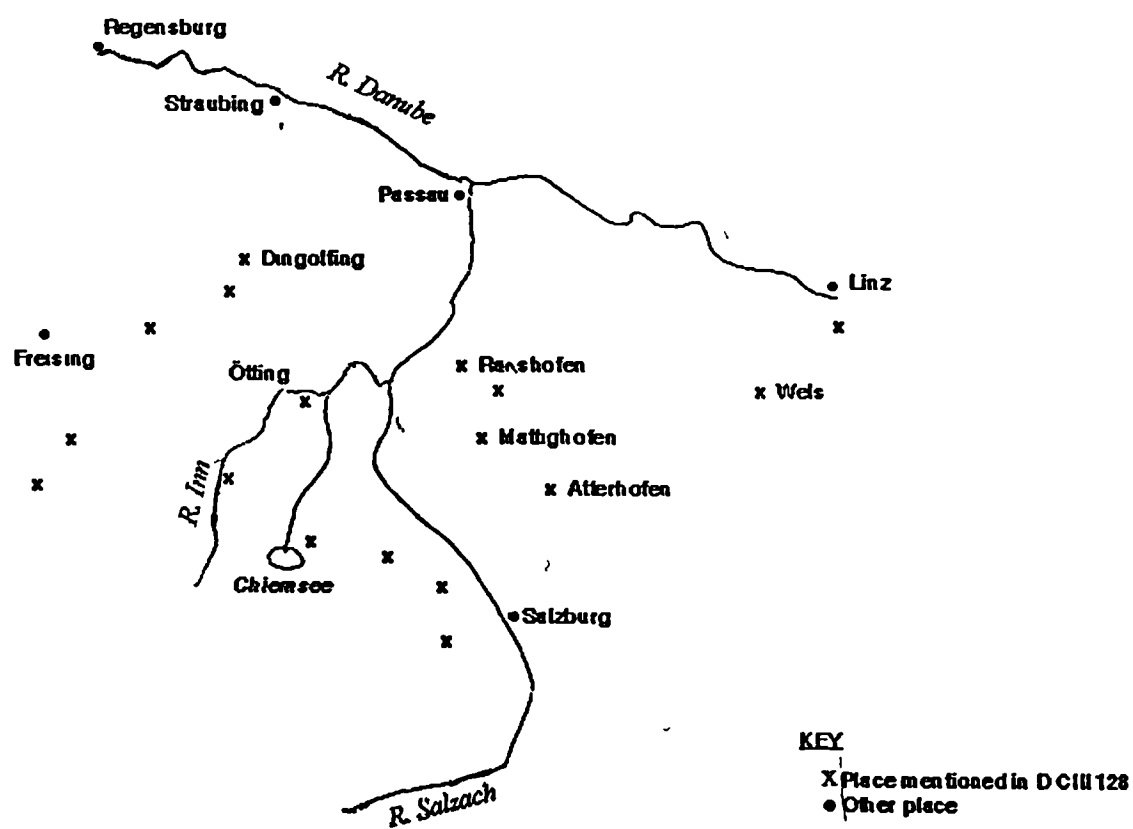 Regensburg
R. Danube
Straubing
Passau
x Dingolfing
Linz
x
x
x
Freising
Ötting
x Ranshofen
x
x
x Wels
x
x Mattighofen
R. Inn
x
x
x Atterhofen
x
x
Chiemsee
x
Salzburg
x
R. Salzach
KEY
X Place mentioned in D CIII 128
Other place